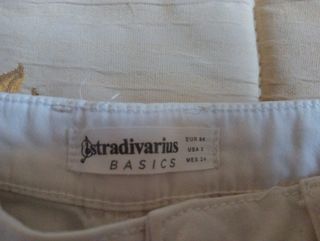 stradivarius
BASICS
EUR 34
USA 2
MEX 24